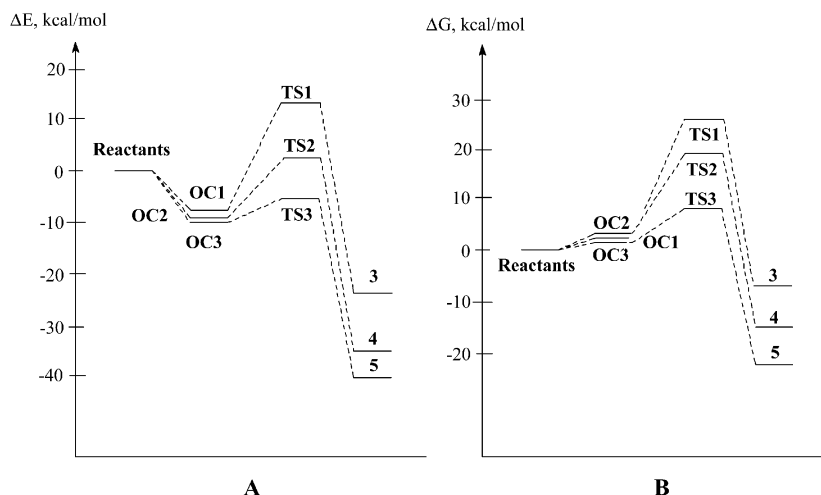 ΔE, kcal/mol
20
10
0
-10
-20
-30
-40
Reactants
OC1
OC2
OC3
TS1
TS2
TS3
3
4
5
A
ΔG, kcal/mol
30
20
10
0
-10
-20
Reactants
OC2
OC3
OC1
TS1
TS2
TS3
3
4
5
B